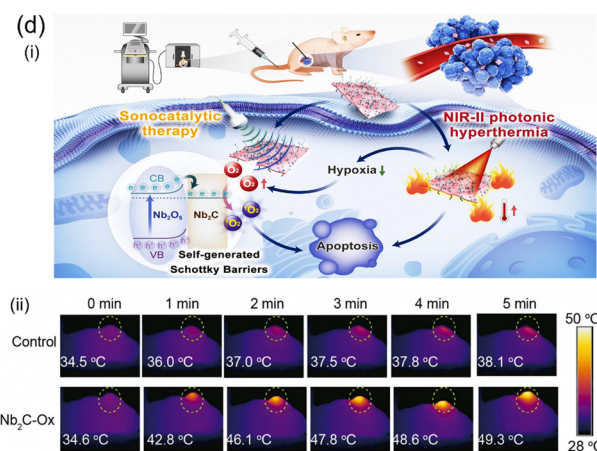 (d)
(i)
Sonocatalytic
therapy
NIR-II photonic
hyperthermia
O₂
O₂
Hypoxia
CB
e⁻ e⁻ e⁻ e⁻
Nb₂O₅
Nb₂C
¹O₂
¹O₂
h⁺ h⁺ h⁺ h⁺
VB
Self-generated
Schottky Barriers
Apoptosis
(ii)
0 min 1 min 2 min 3 min 4 min 5 min
Control
34.5 °C 36.0 °C 37.0 °C 37.5 °C 37.8 °C 38.1 °C
Nb₂C-Ox
34.6 °C 42.8 °C 46.1 °C 47.8 °C 48.6 °C 49.3 °C
50 °C
28 °C